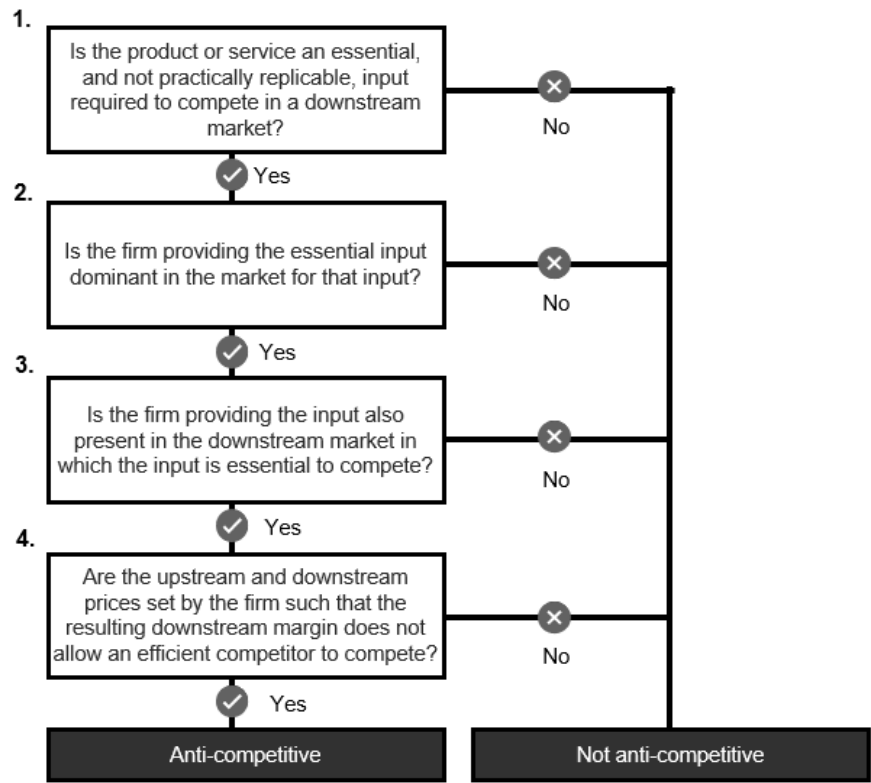 1.
Is the product or service an essential,
and not practically replicable, input
required to compete in a downstream
market?
No
Yes
2.
Is the firm providing the essential input
dominant in the market for that input?
No
Yes
3.
Is the firm providing the input also
present in the downstream market in
which the input is essential to compete?
No
Yes
4.
Are the upstream and downstream
prices set by the firm such that the
resulting downstream margin does not
allow an efficient competitor to compete?
No
Yes
Anti-competitive
Not anti-competitive